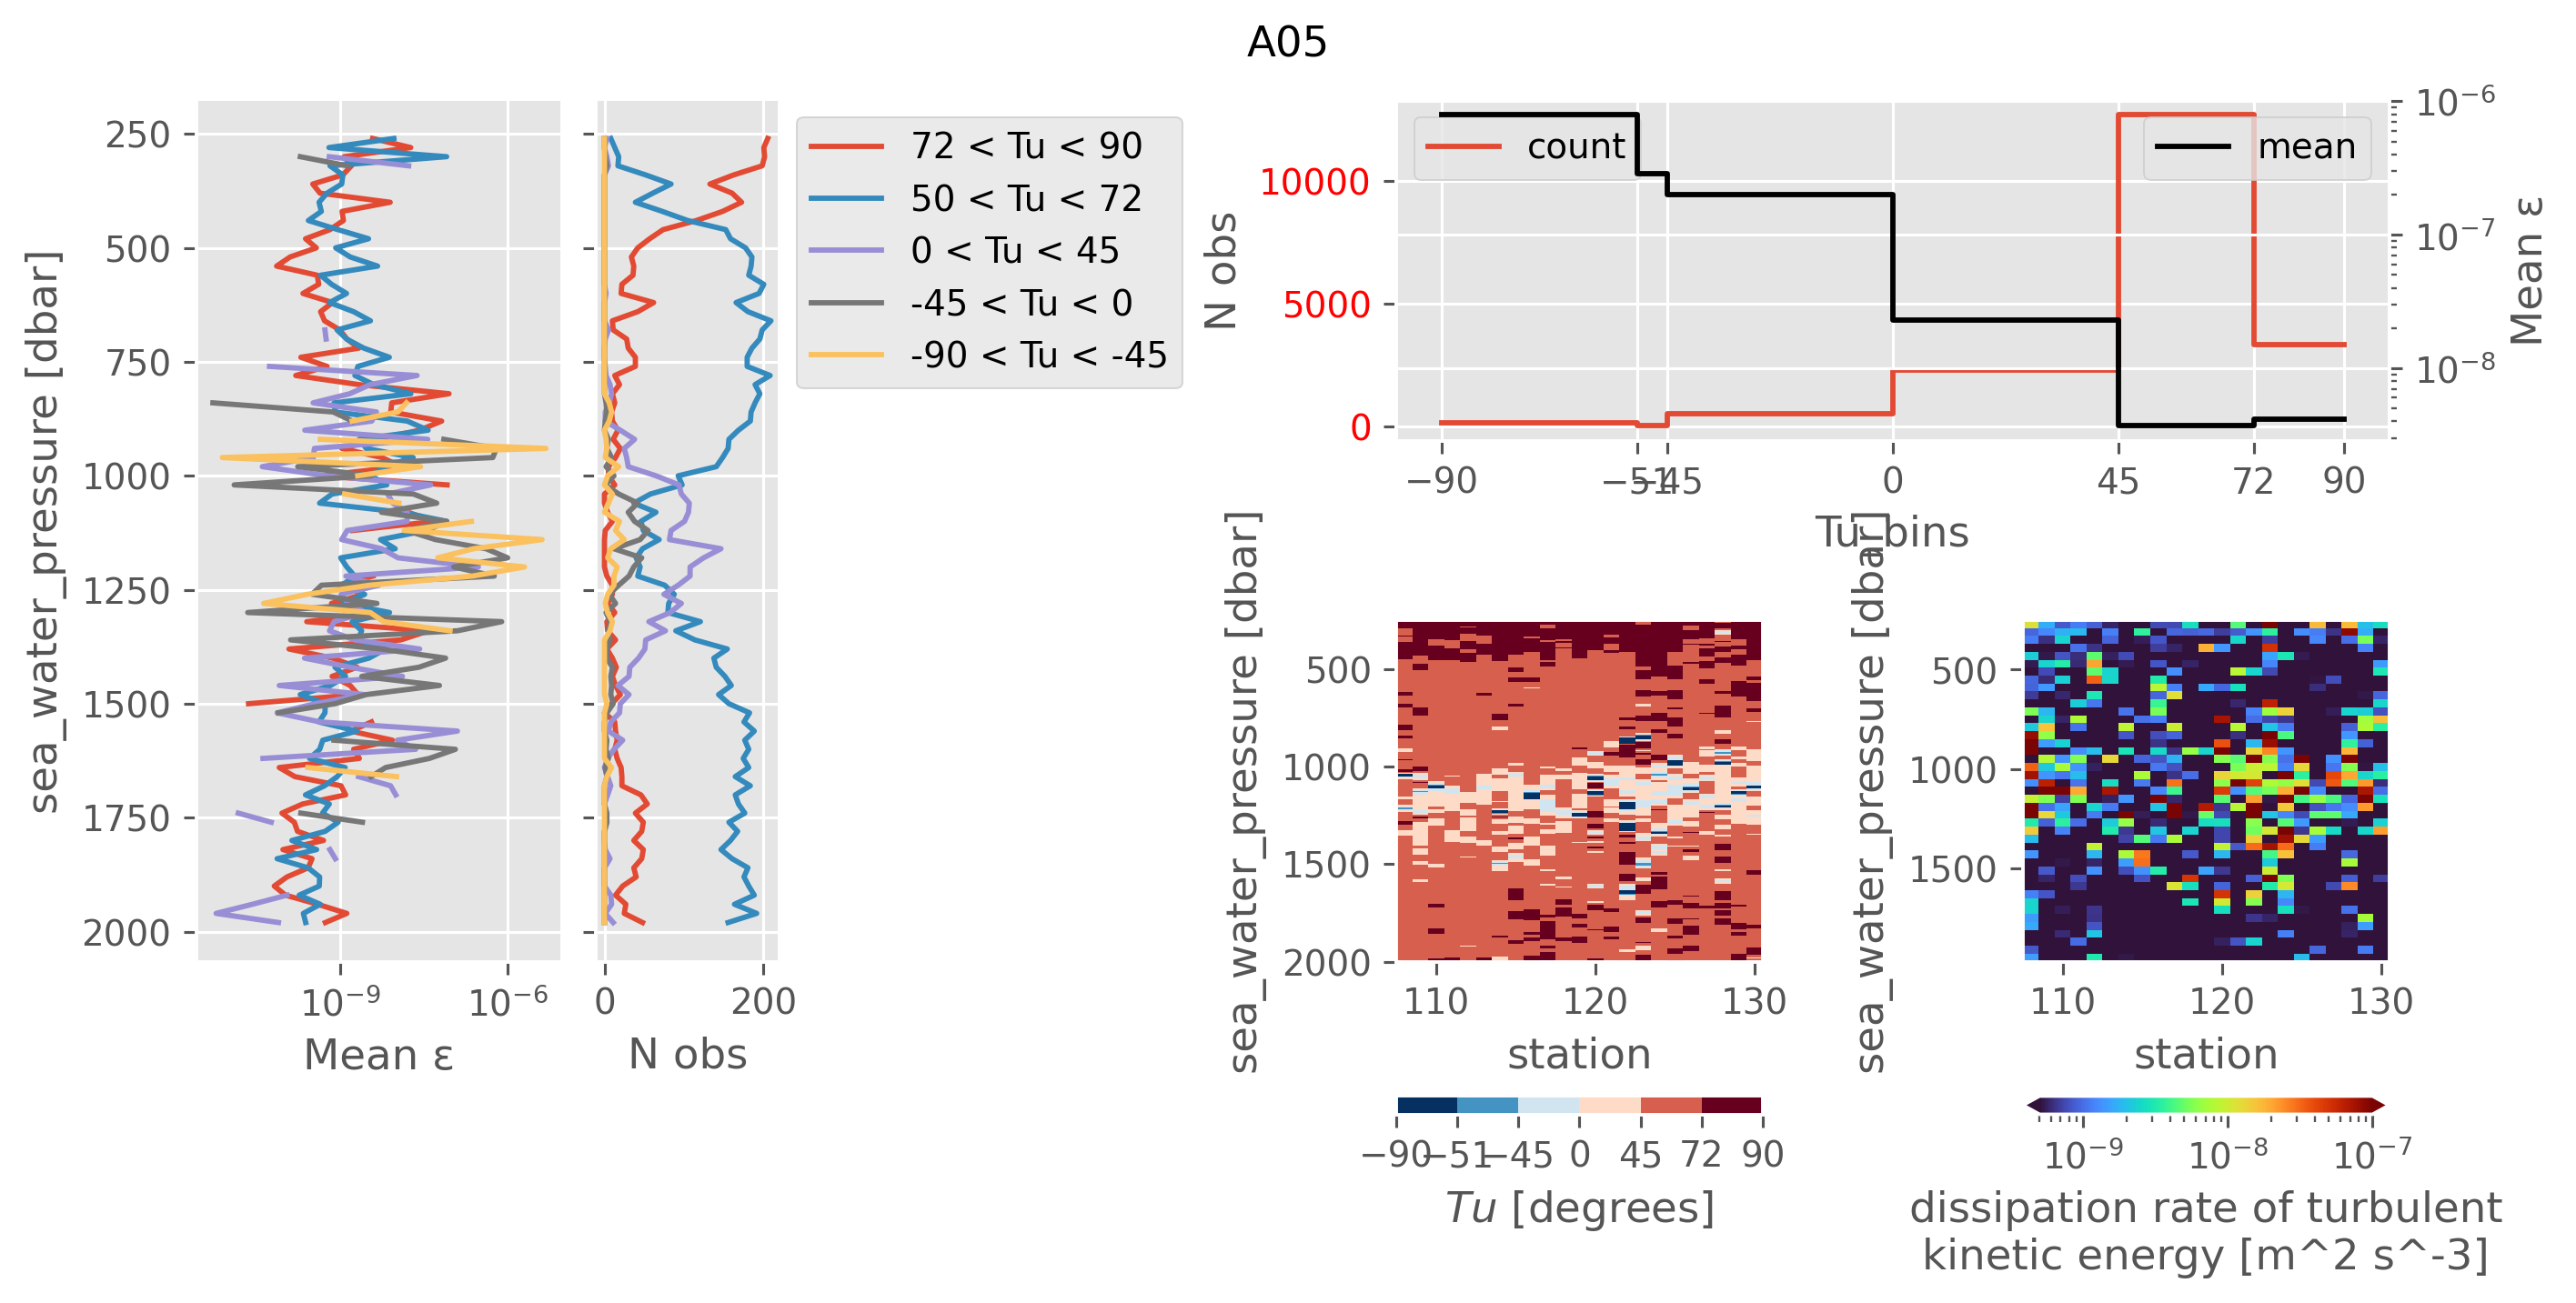 A05
250
500
750
1000
1250
1500
1750
2000
sea_water_pressure [dbar]
10⁻⁹
10⁻⁶
Mean ε
0
200
N obs
72 < Tu < 90
50 < Tu < 72
0 < Tu < 45
-45 < Tu < 0
-90 < Tu < -45
count
mean
10000
5000
0
N obs
10⁻⁶
10⁻⁷
10⁻⁸
Mean ε
−90
−51
−45
0
45
72
90
Tu bins
sea_water_pressure [dbar]
500
1000
1500
2000
110
120
130
station
−90
−51
−45
0
45
72
90
Tu [degrees]
sea_water_pressure [dbar]
500
1000
1500
110
120
130
station
10⁻⁹
10⁻⁸
10⁻⁷
dissipation rate of turbulent
kinetic energy [m^2 s^-3]